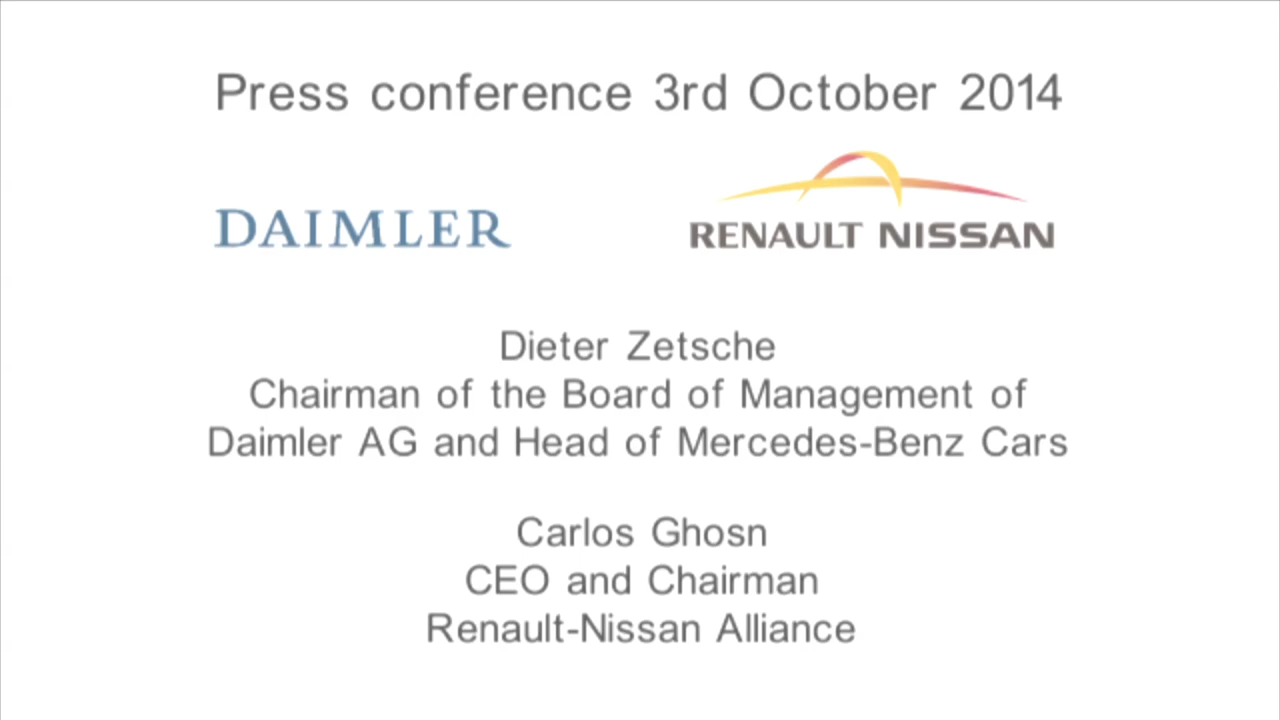 Press conference 3rd October 2014
DAIMLER
RENAULT NISSAN
Dieter Zetsche
Chairman of the Board of Management of
Daimler AG and Head of Mercedes-Benz Cars
Carlos Ghosn
CEO and Chairman
Renault-Nissan Alliance